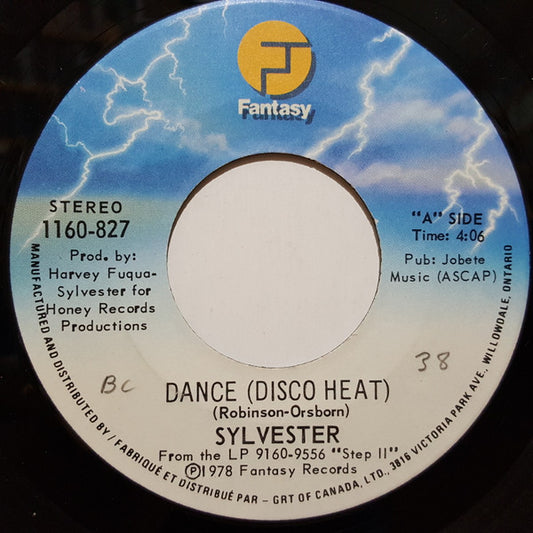 Fantasy
STEREO
1160-827
Prod. by:
Harvey Fuqua-
Sylvester for
Honey Records
Productions
"A" SIDE
Time: 4:06
Pub: Jobete
Music (ASCAP)
BC
38
DANCE (DISCO HEAT)
(Robinson-Orsborn)
SYLVESTER
From the LP 9160-9556 "Step II"
Ⓟ1978 Fantasy Records
MANUFACTURED AND DISTRIBUTED BY / FABRIQUÉ ET DISTRIBUÉ PAR - GRT OF CANADA, LTD., 3816 VICTORIA PARK AVE., WILLOWDALE, ONTARIO